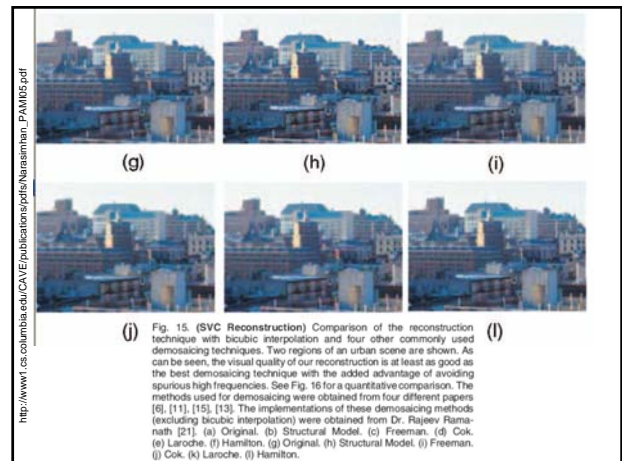 http://www1.cs.columbia.edu/CAVE/publications/pdfs/Narasimhan_PAMI05.pdf
(g) (h) (i)
(j) (l)
Fig. 15. (SVC Reconstruction) Comparison of the reconstruction
technique with bicubic interpolation and four other commonly used
demosaicing techniques. Two regions of an urban scene are shown. As
can be seen, the visual quality of our reconstruction is at least as good as
the best demosaicing technique with the added advantage of avoiding
spurious high frequencies. See Fig. 16 for a quantitative comparison. The
methods used for demosaicing were obtained from four different papers
[6], [11], [15], [13]. The implementations of these demosaicing methods
(excluding bicubic interpolation) were obtained from Dr. Rajeev Rama-
nath [21]. (a) Original. (b) Structural Model. (c) Freeman. (d) Cok.
(e) Laroche. (f) Hamilton. (g) Original. (h) Structural Model. (i) Freeman.
(j) Cok. (k) Laroche. (l) Hamilton.